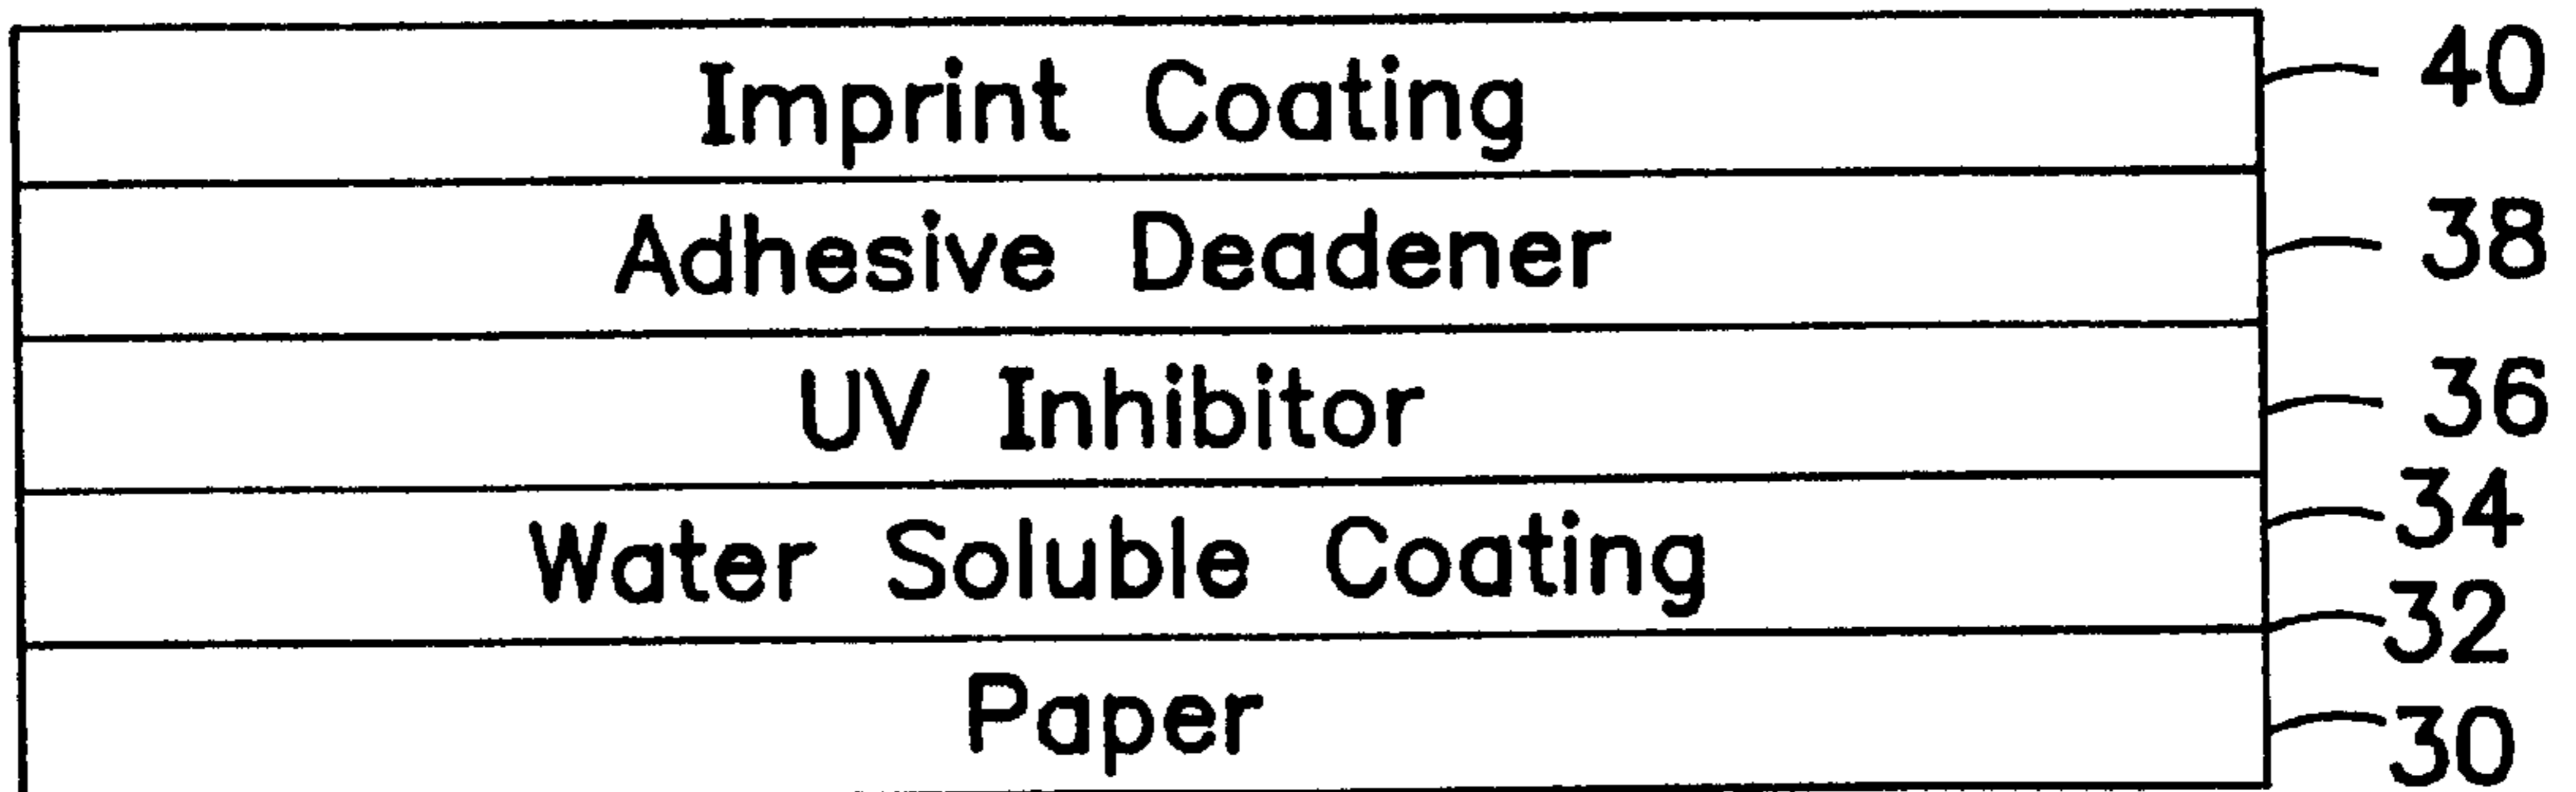 Imprint Coating 40
Adhesive Deadener 38
UV Inhibitor 36
34
Water Soluble Coating
32
Paper 30